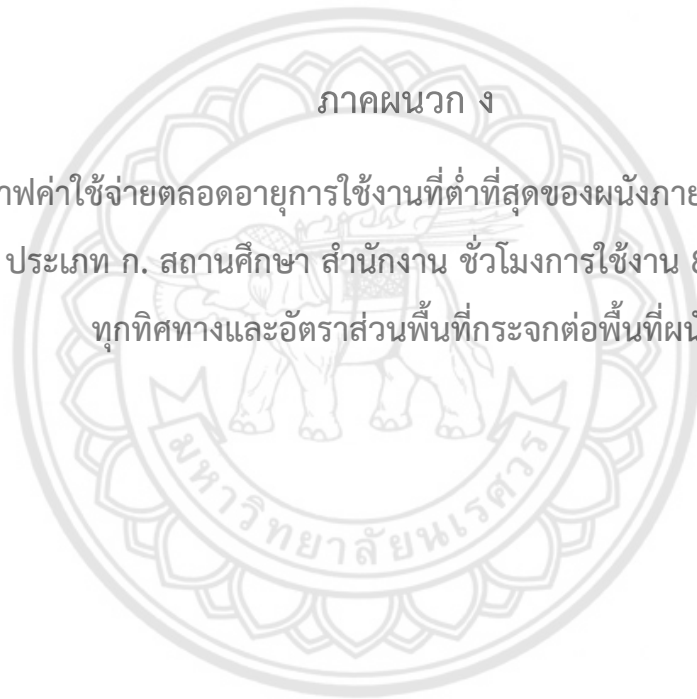 ภาคผนวก ง
าฟค่าใช้จ่ายตลอดอายุการใช้งานที่ต่ำที่สุดของผนังภาย
ประเภท ก. สถานศึกษา สำนักงาน ชั่วโมงการใช้งาน 8
ทุกทิศทางและอัตราส่วนพื้นที่กระจกต่อพื้นที่ผน
มหาวิทยาลัยนเรศวร